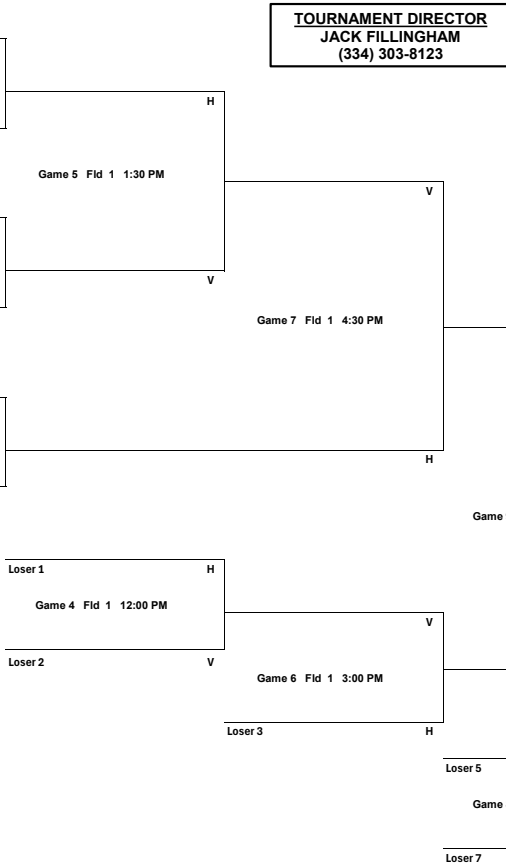 TOURNAMENT DIRECTOR
JACK FILLINGHAM
(334) 303-8123
H
Game 5 Fld 1 1:30 PM
V
V
Game 7 Fld 1 4:30 PM
H
Game
Loser 1 H
Game 4 Fld 1 12:00 PM
V
Loser 2 V
Game 6 Fld 1 3:00 PM
Loser 3 H
Loser 5
Game
Loser 7